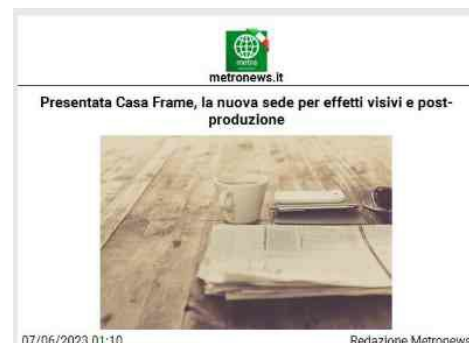 metro
metronews.it
Presentata Casa Frame, la nuova sede per effetti visivi e post-
produzione
07/06/2023 01:10
Redazione Metronews